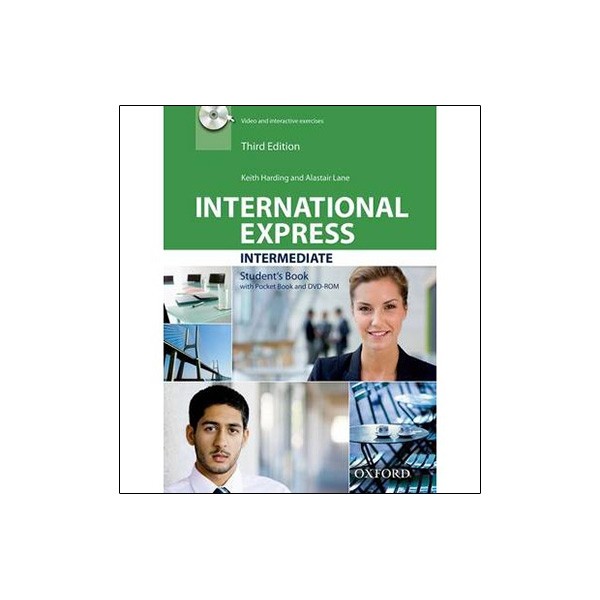 Video and interactive exercises
Third Edition
Keith Harding and Alastair Lane
INTERNATIONAL
EXPRESS
INTERMEDIATE
Student's Book
with Pocket Book and DVD-ROM
OXFORD